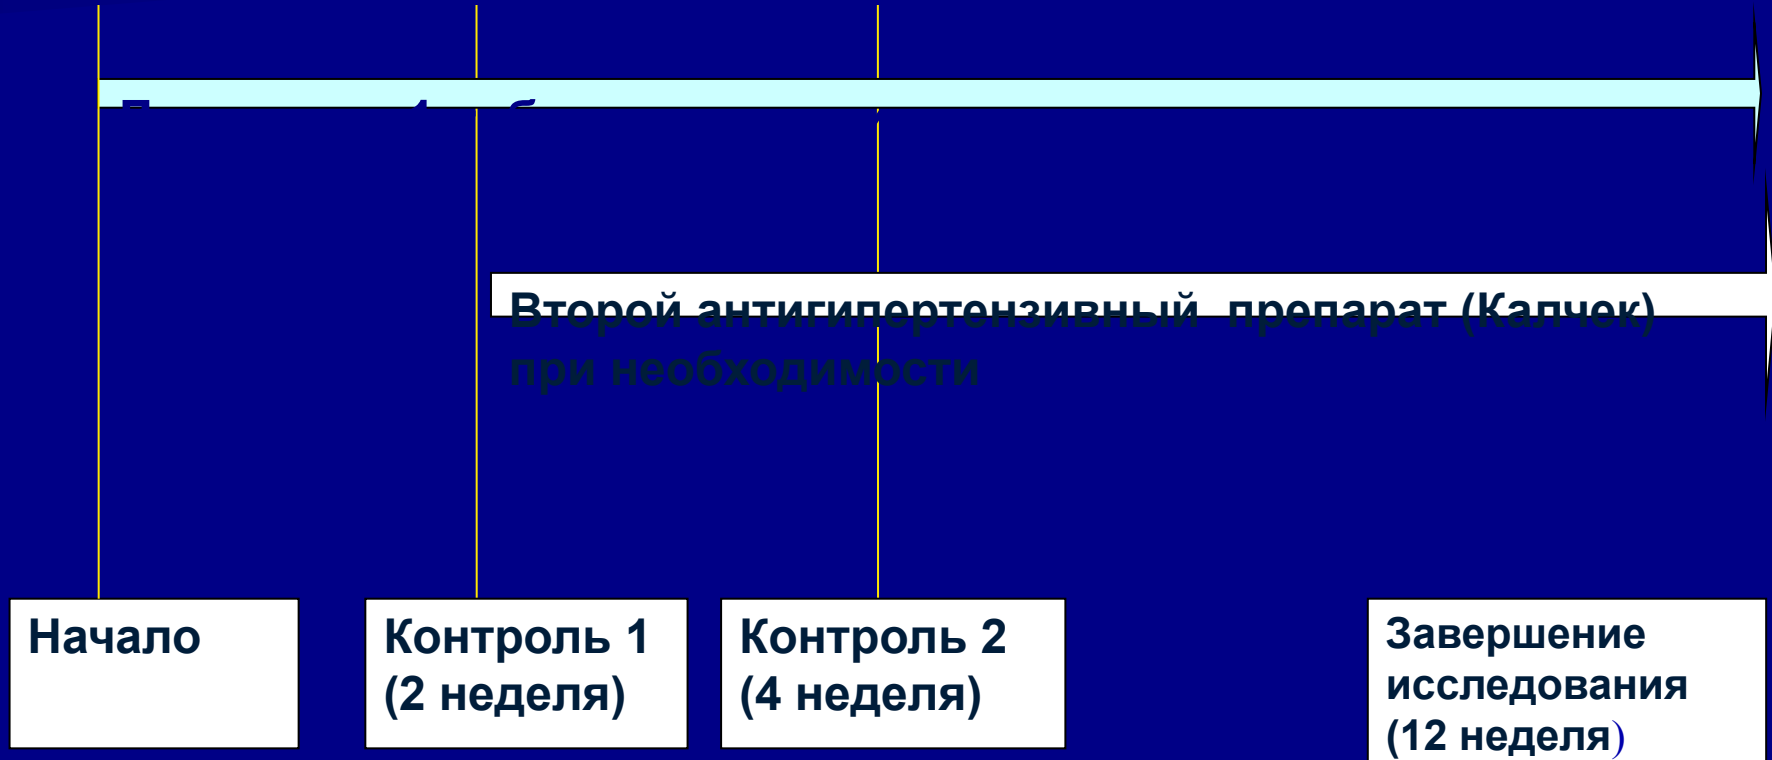 Второй антигипертензивный препарат (Калчек)
при необходимости
Начало
Контроль 1
(2 неделя)
Контроль 2
(4 неделя)
Завершение
исследования
(12 неделя)